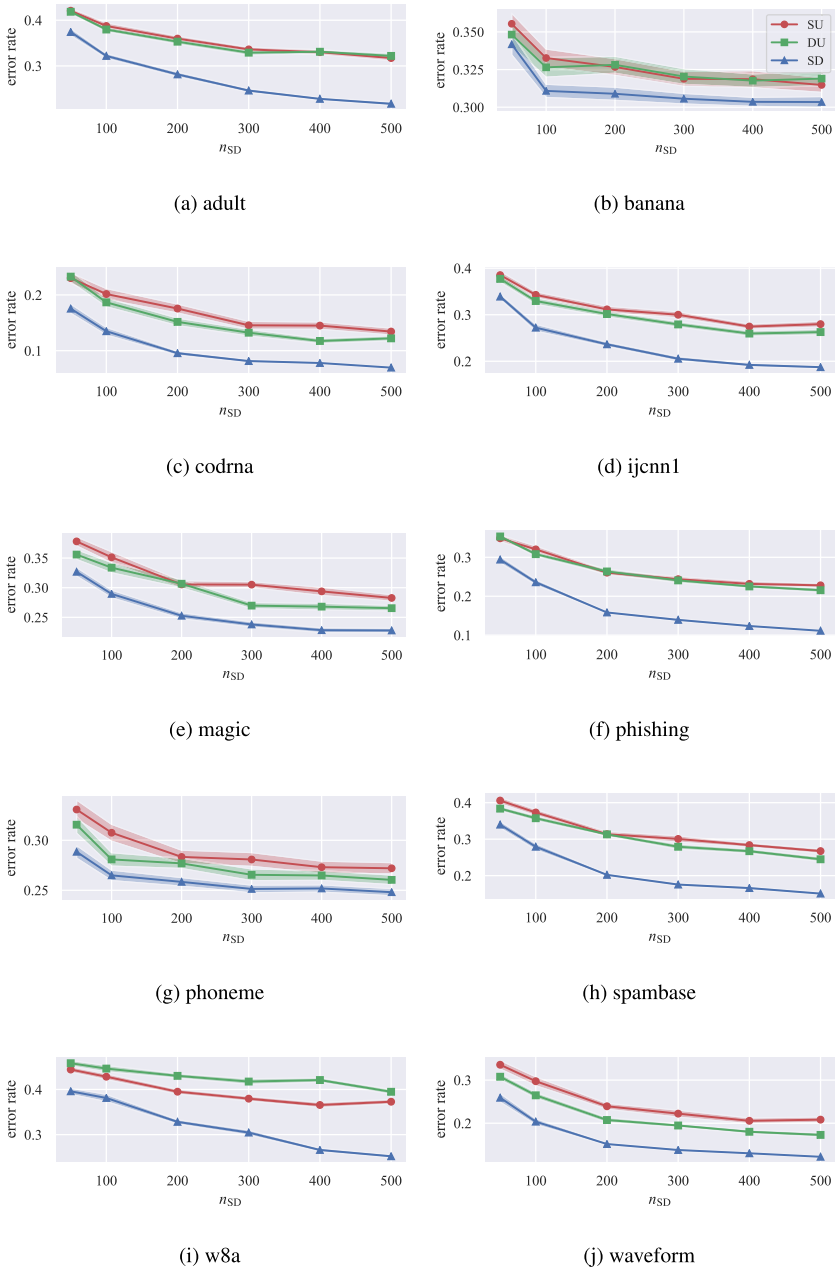 0.4
0.3
error rate
100 200 300 400 500
nSD
(a) adult
0.350
0.325
0.300
error rate
SU
DU
SD
100 200 300 400 500
nSD
(b) banana
0.2
0.1
error rate
100 200 300 400 500
nSD
(c) codrna
0.4
0.3
0.2
error rate
100 200 300 400 500
nSD
(d) ijcnn1
0.35
0.30
0.25
error rate
100 200 300 400 500
nSD
(e) magic
0.3
0.2
0.1
error rate
100 200 300 400 500
nSD
(f) phishing
0.30
0.25
error rate
100 200 300 400 500
nSD
(g) phoneme
0.4
0.3
0.2
error rate
100 200 300 400 500
nSD
(h) spambase
0.4
0.3
error rate
100 200 300 400 500
nSD
(i) w8a
0.3
0.2
error rate
100 200 300 400 500
nSD
(j) waveform